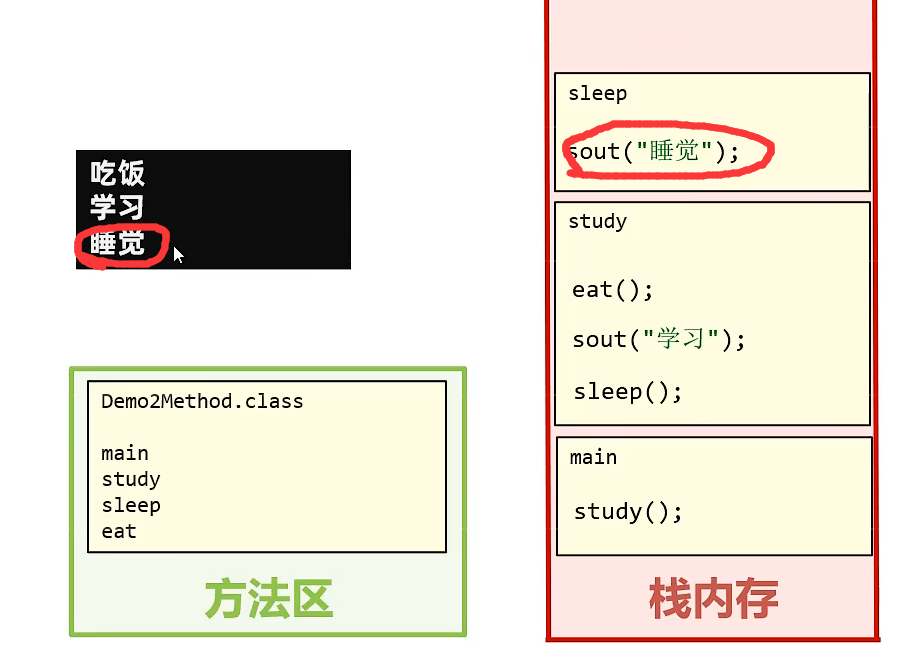 吃饭
学习
睡觉
Demo2Method.class
main
study
sleep
eat
方法区
sleep
sout("睡觉");
study
eat();
sout("学习");
sleep();
main
study();
栈内存